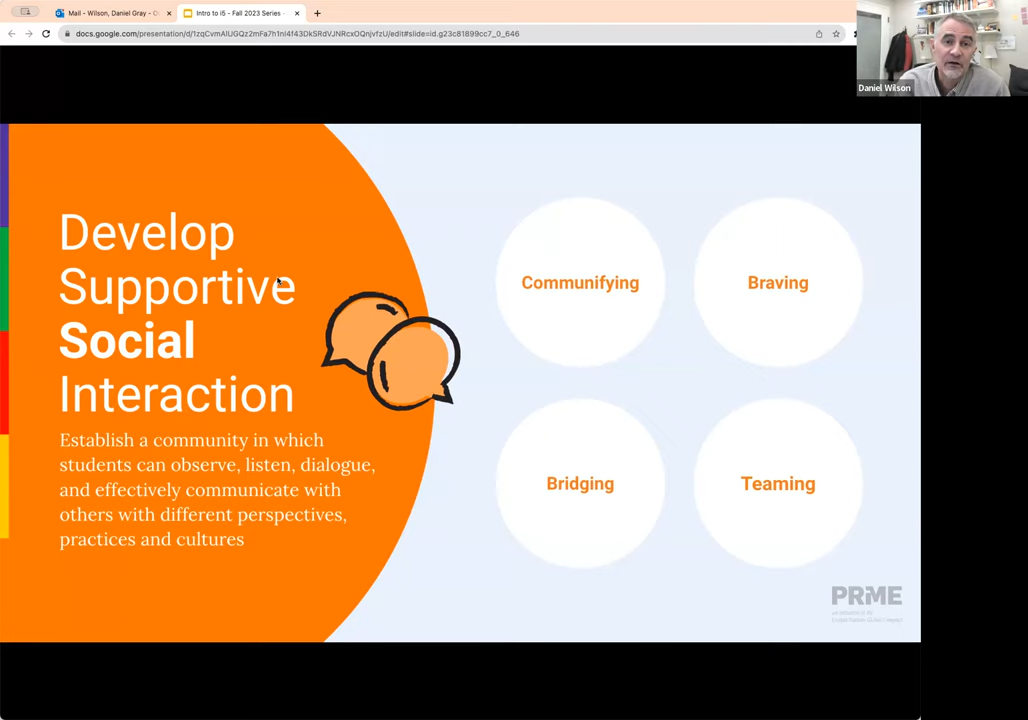 Mail - Wilson, Daniel Gray - O
Intro to i5 - Fall 2023 Series -
docs.google.com/presentation/d/1zqCvmAlUGQz2mFa7h1nl4f43DkSRdVJNRcxOQnjvfzU/edit#slide=id.g23c81899cc7_0_646
Daniel Wilson
Develop
Supportive
Social
Interaction
Establish a community in which
students can observe, listen, dialogue,
and effectively communicate with
others with different perspectives,
practices and cultures
Communifying
Braving
Bridging
Teaming
PRiME